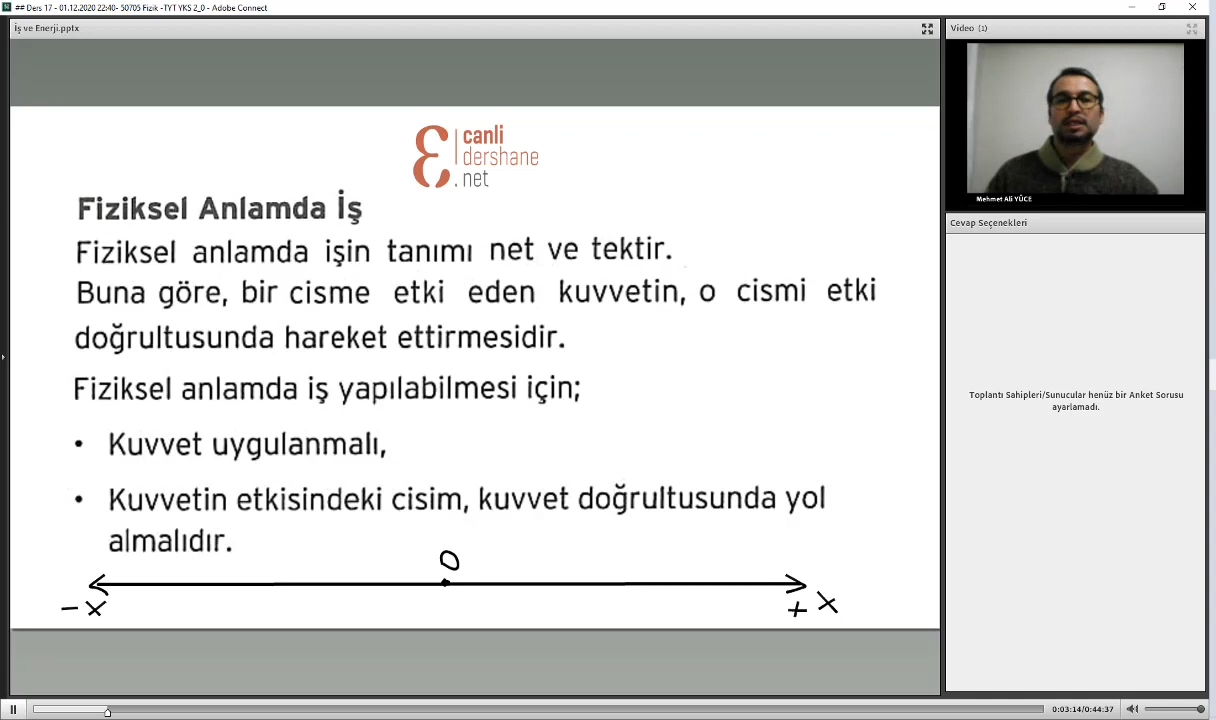 ## Ders 17 - 01.12.2020 22:40- 50705 Fizik -TYT YKS 2_0 - Adobe Connect
İş ve Enerji.pptx
canli
dershane
.net
Fiziksel Anlamda İş
Fiziksel anlamda işin tanımı net ve tektir.
Buna göre, bir cisme etki eden kuvvetin, o cismi etki
doğrultusunda hareket ettirmesidir.
Fiziksel anlamda iş yapılabilmesi için;
• Kuvvet uygulanmalı,
• Kuvvetin etkisindeki cisim, kuvvet doğrultusunda yol
almalıdır.
O
-x
+x
Video (1)
Mehmet Ali YÜCE
Cevap Seçenekleri
Toplantı Sahipleri/Sunucular henüz bir Anket Sorusu
ayarlamadı.
0:03:14/0:44:37